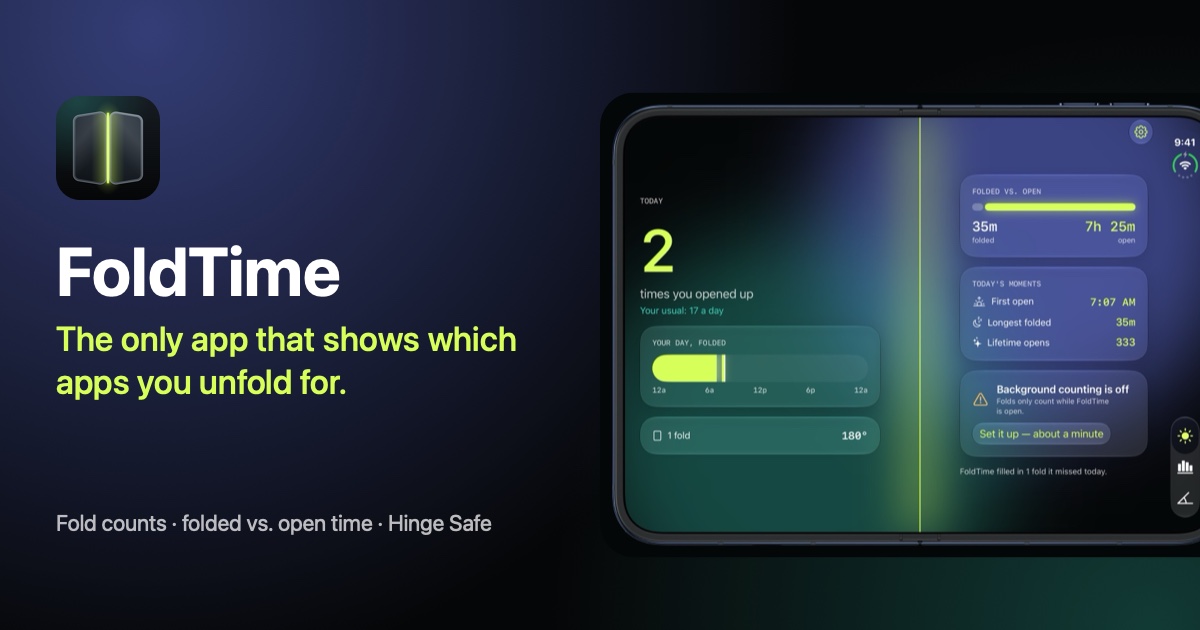 FoldTime
The only app that shows which
apps you unfold for.
Fold counts · folded vs. open time · Hinge Safe
9:41
TODAY
2
times you opened up
Your usual: 17 a day
YOUR DAY, FOLDED
12a 6a 12p 6p 12a
1 fold 180°
FOLDED VS. OPEN
35m 7h 25m
folded open
TODAY'S MOMENTS
First open 7:07 AM
Longest folded 35m
Lifetime opens 333
Background counting is off
Folds only count while FoldTime
is open.
Set it up — about a minute
FoldTime filled in 1 fold it missed today.